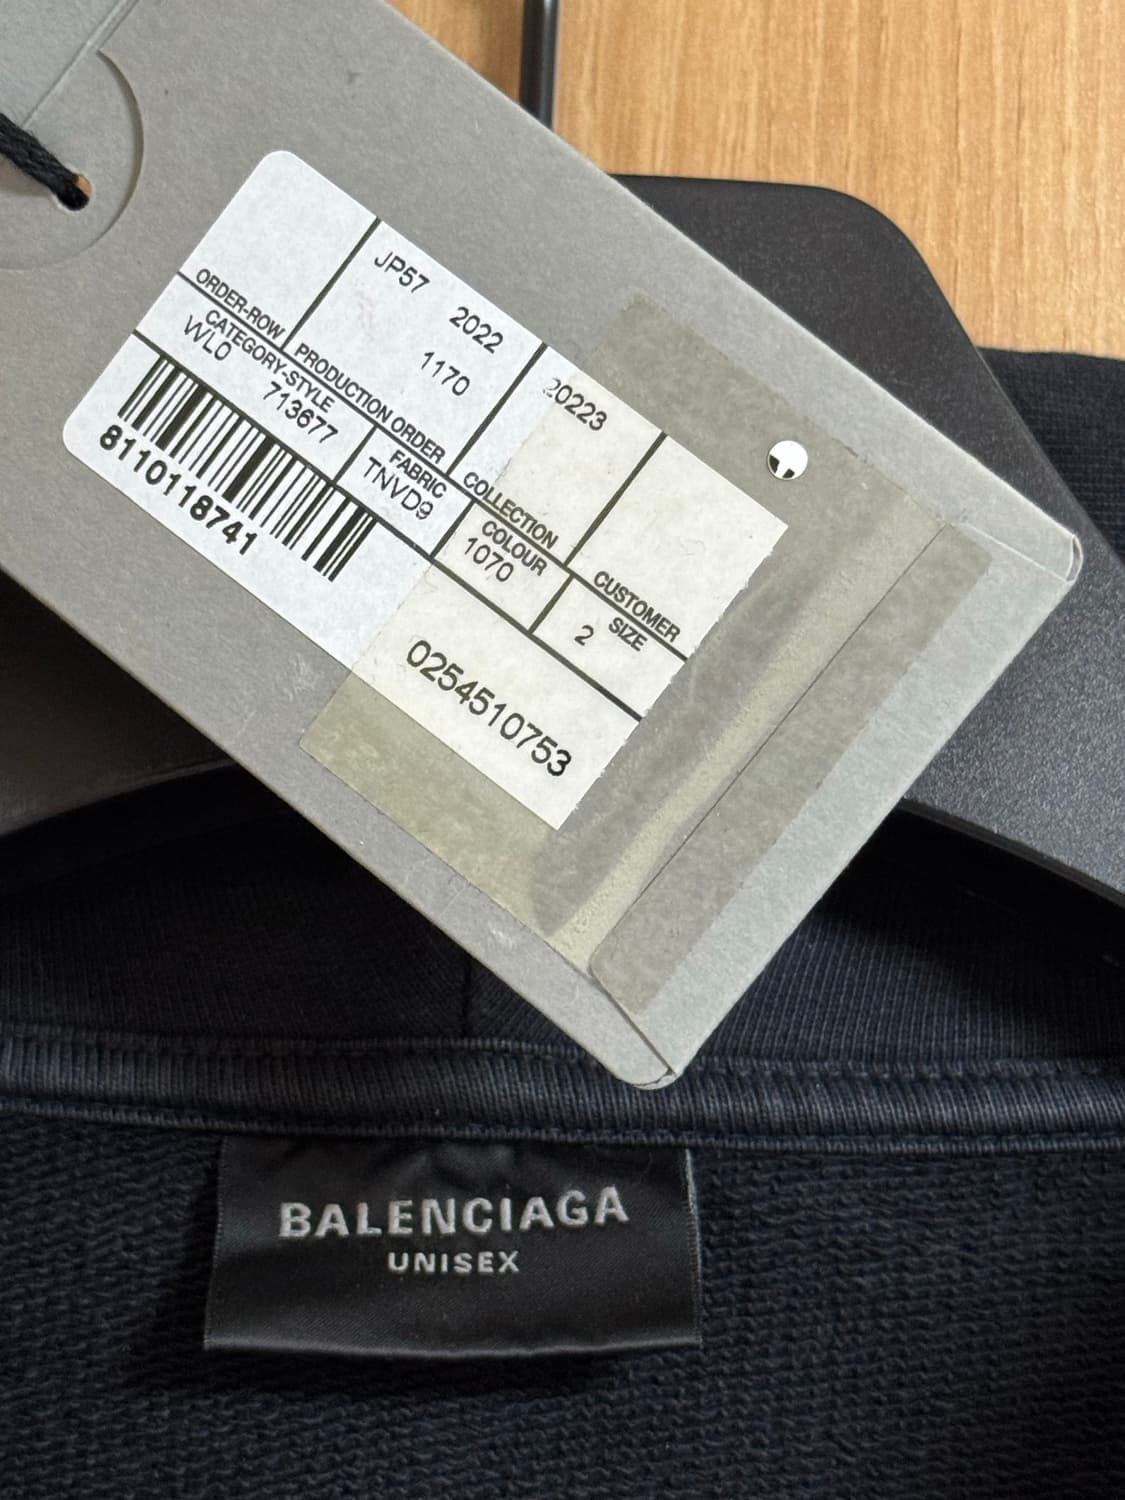 JP57 2022
1170
20223
ORDER-ROW PRODUCTION ORDER COLLECTION CUSTOMER
CATEGORY-STYLE FABRIC COLOUR SIZE
WL0 713677 TNVD9 1070 2
8110118741
0254510753
BALENCIAGA
UNISEX